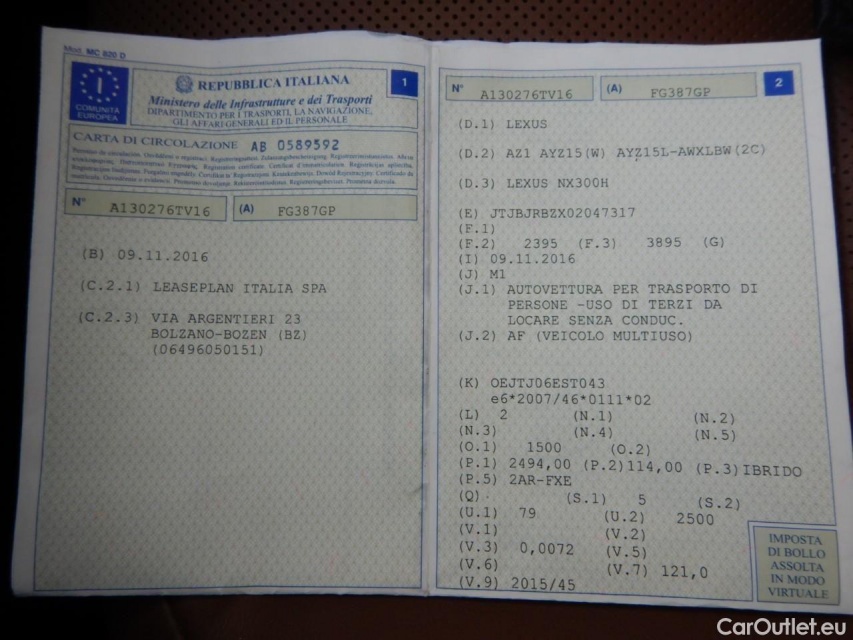 Mod. MC 820 D
I
COMUNITÀ
EUROPEA
REPUBBLICA ITALIANA
Ministero delle Infrastrutture e dei Trasporti
DIPARTIMENTO PER I TRASPORTI, LA NAVIGAZIONE,
GLI AFFARI GENERALI ED IL PERSONALE
1
CARTA DI CIRCOLAZIONE AB 0589592
N° A130276TV16 (A) FG387GP
(B) 09.11.2016
(C.2.1) LEASEPLAN ITALIA SPA
(C.2.3) VIA ARGENTIERI 23
BOLZANO-BOZEN (BZ)
(06496050151)
N° A130276TV16 (A) FG387GP
2
(D.1) LEXUS
(D.2) AZ1 AYZ15(W) AYZ15L-AWXLBW(2C)
(D.3) LEXUS NX300H
(E) JTJBJRBZX02047317
(F.1)
(F.2) 2395 (F.3) 3895 (G)
(I) 09.11.2016
(J) M1
(J.1) AUTOVETTURA PER TRASPORTO DI
PERSONE -USO DI TERZI DA
LOCARE SENZA CONDUC.
(J.2) AF (VEICOLO MULTIUSO)
(K) OEJTJ06EST043
e6*2007/46*0111*02
(L) 2 (N.1) (N.2)
(N.3) (N.4) (N.5)
(O.1) 1500 (O.2)
(P.1) 2494,00 (P.2)114,00 (P.3)IBRIDO
(P.5) 2AR-FXE
(Q) (S.1) 5 (S.2)
(U.1) 79 (U.2) 2500
(V.1) (V.2)
(V.3) 0,0072 (V.5)
(V.6) (V.7) 121,0
(V.9) 2015/45
IMPOSTA
DI BOLLO
ASSOLTA
IN MODO
VIRTUALE
CarOutlet.eu